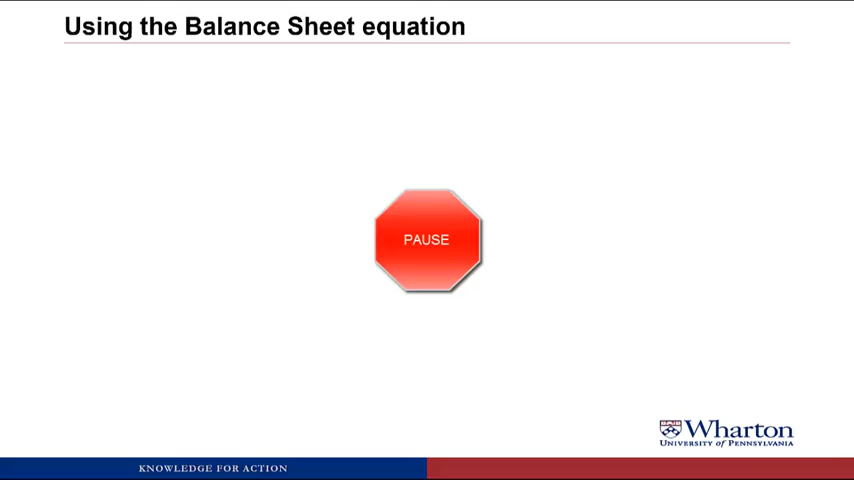 Using the Balance Sheet equation
PAUSE
Wharton
UNIVERSITY OF PENNSYLVANIA
KNOWLEDGE FOR ACTION